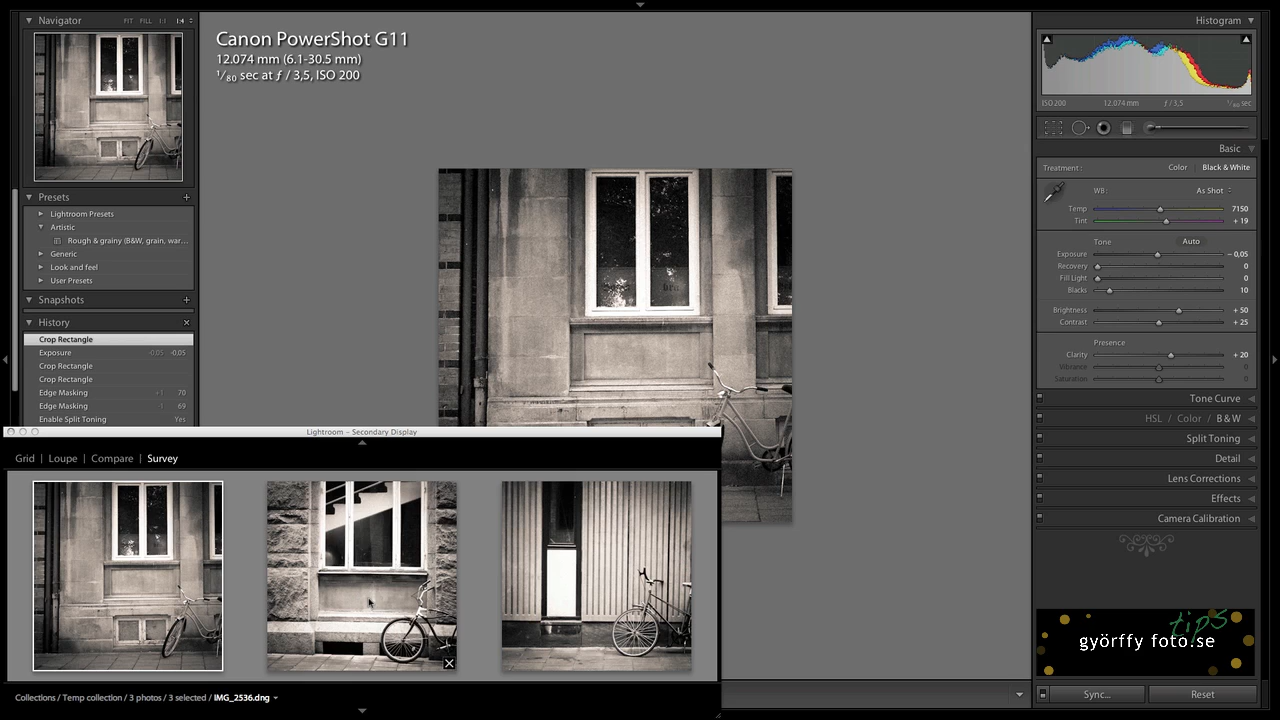 Navigator FIT FILL 1:1 1:4
Presets +
Lightroom Presets
Artistic
Rough & grainy (B&W, grain, war...
Generic
Look and feel
User Presets
Snapshots +
History ×
Crop Rectangle
Exposure -0,05 -0,05
Crop Rectangle
Crop Rectangle
Edge Masking +1 70
Edge Masking -1 69
Enable Split Toning Yes
Canon PowerShot G11
12.074 mm (6.1-30.5 mm)
1/80 sec at ƒ / 3,5, ISO 200
Histogram
ISO 200 12.074 mm ƒ / 3,5 1/80 sec
Basic
Treatment : Color Black & White
WB: As Shot
Temp 7150
Tint + 19
Tone Auto
Exposure − 0,05
Recovery 0
Fill Light 0
Blacks 10
Brightness + 50
Contrast + 25
Presence
Clarity + 20
Vibrance 0
Saturation 0
Tone Curve
HSL / Color / B&W
Split Toning
Detail
Lens Corrections
Effects
Camera Calibration
tips
györffy foto.se
Sync... Reset
Lightroom – Secondary Display
Grid | Loupe | Compare | Survey
Collections / Temp collection / 3 photos / 3 selected / IMG_2536.dng